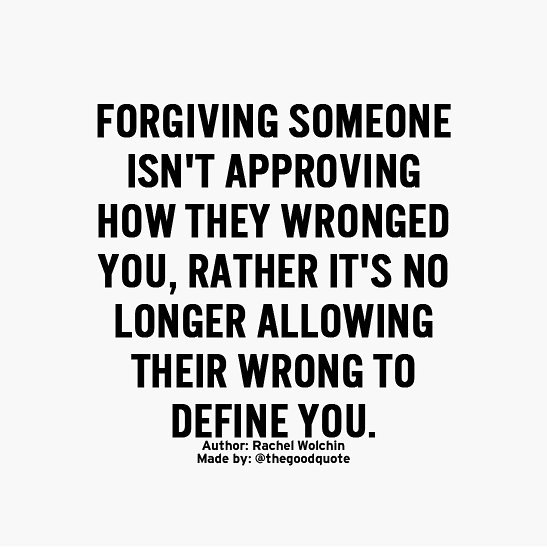 FORGIVING SOMEONE
ISN'T APPROVING
HOW THEY WRONGED
YOU, RATHER IT'S NO
LONGER ALLOWING
THEIR WRONG TO
DEFINE YOU.
Author: Rachel Wolchin
Made by: @thegoodquote